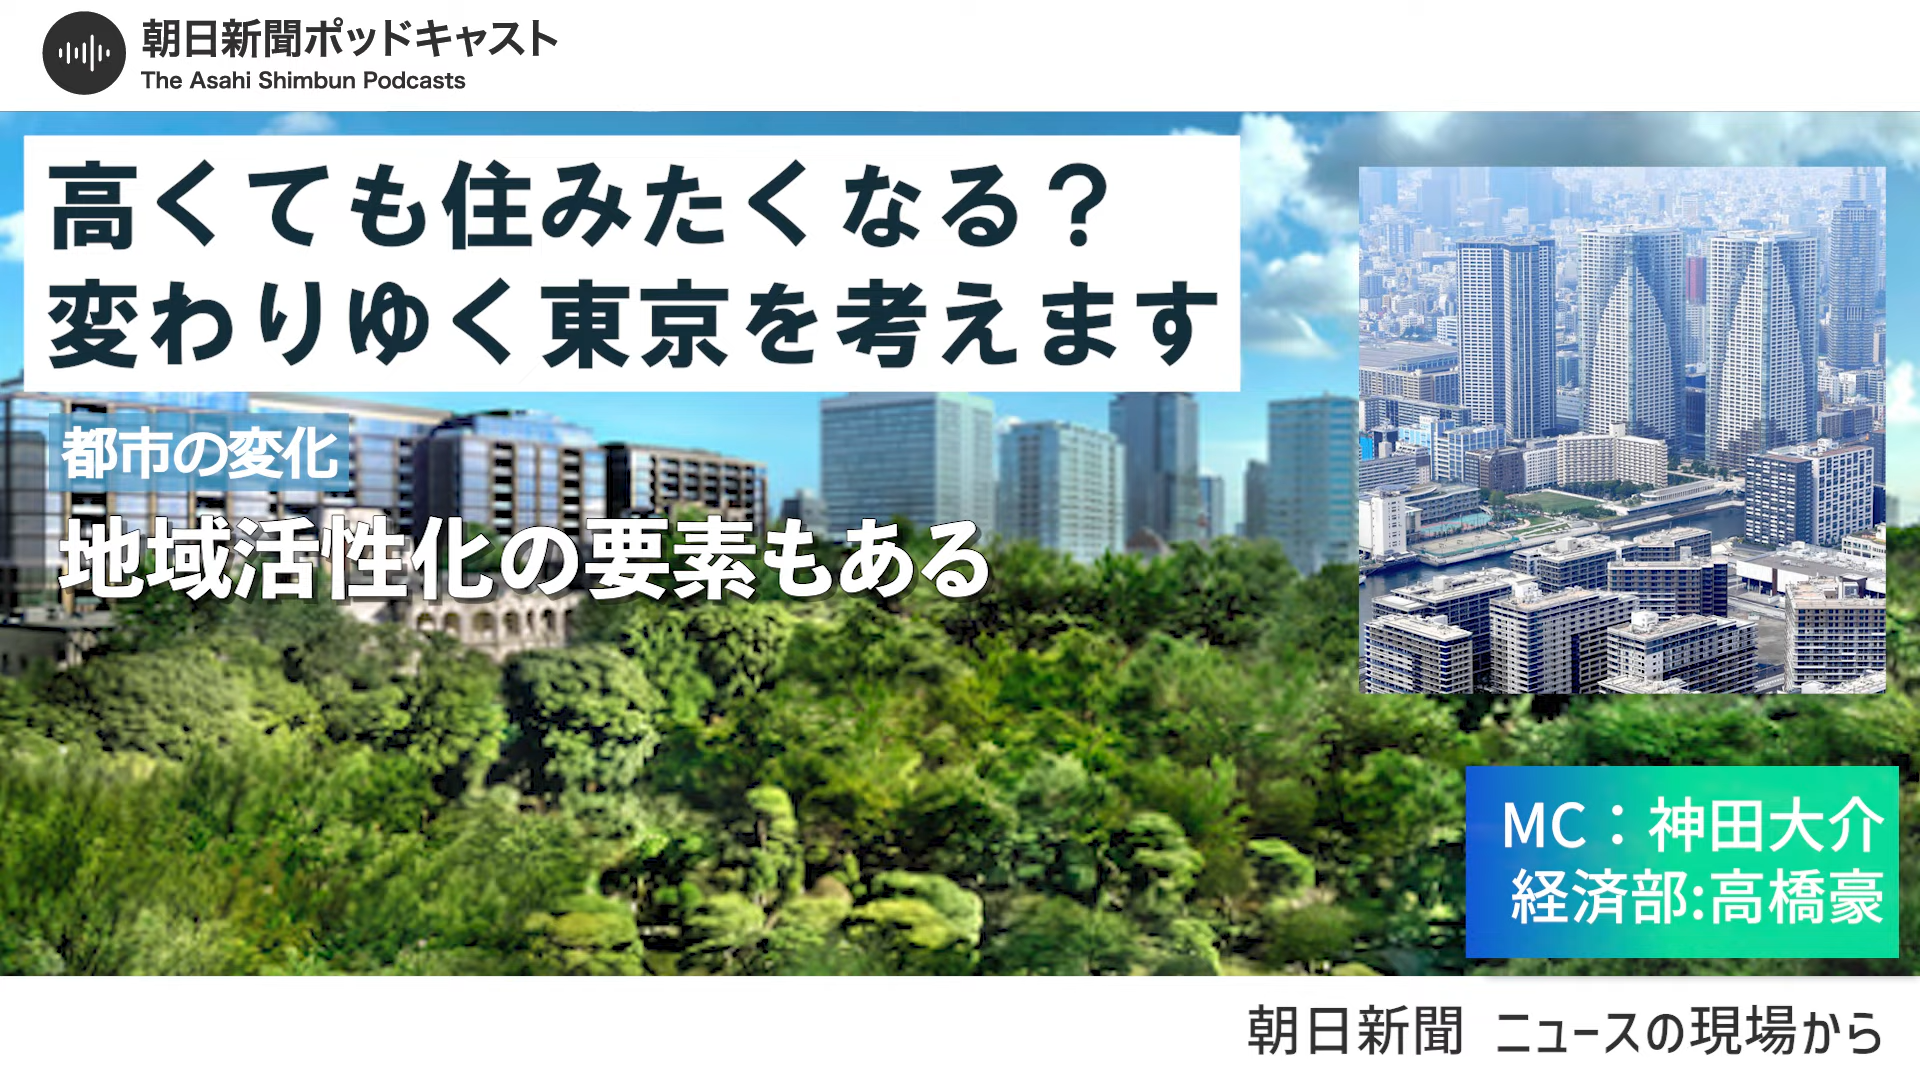 朝日新聞ポッドキャスト
The Asahi Shimbun Podcasts
高くても住みたくなる？
変わりゆく東京を考えます
都市の変化
地域活性化の要素もある
MC：神田大介
経済部:高橋豪
朝日新聞 ニュースの現場から